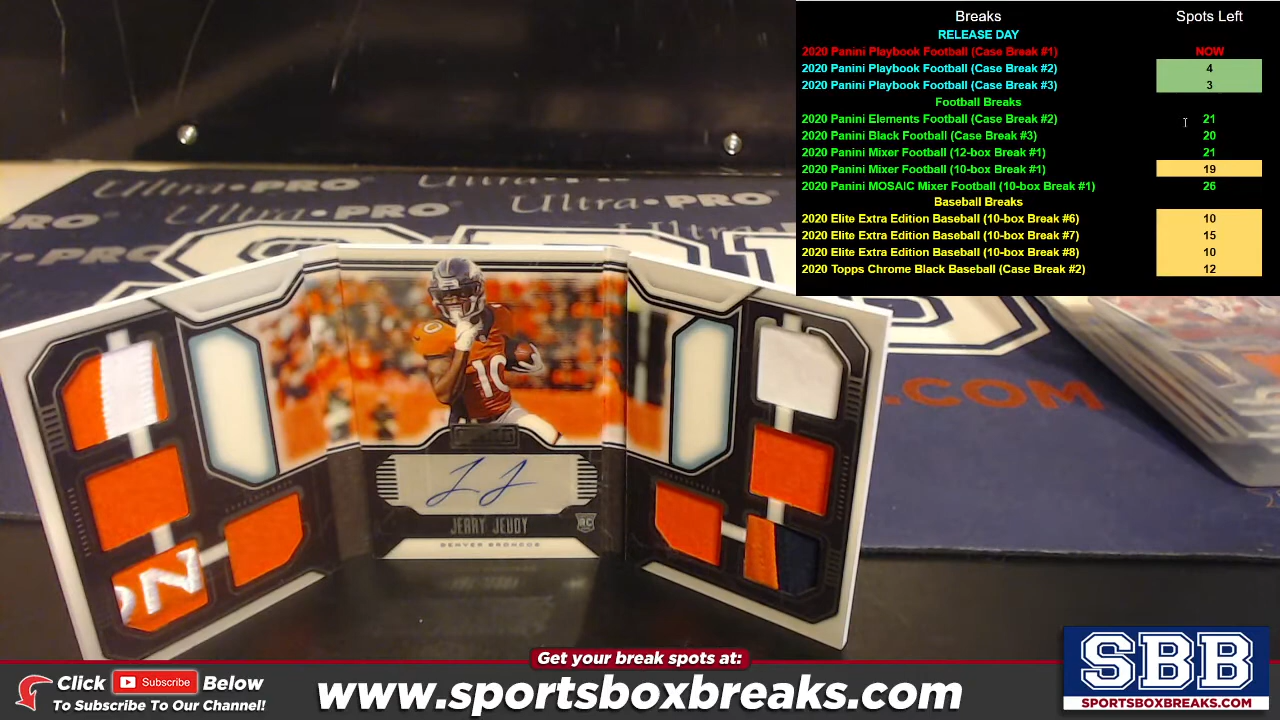 Breaks Spots Left
RELEASE DAY
2020 Panini Playbook Football (Case Break #1) NOW
2020 Panini Playbook Football (Case Break #2) 4
2020 Panini Playbook Football (Case Break #3) 3
Football Breaks
2020 Panini Elements Football (Case Break #2) 21
2020 Panini Black Football (Case Break #3) 20
2020 Panini Mixer Football (12-box Break #1) 21
2020 Panini Mixer Football (10-box Break #1) 19
2020 Panini MOSAIC Mixer Football (10-box Break #1) 26
Baseball Breaks
2020 Elite Extra Edition Baseball (10-box Break #6) 10
2020 Elite Extra Edition Baseball (10-box Break #7) 15
2020 Elite Extra Edition Baseball (10-box Break #8) 10
2020 Topps Chrome Black Baseball (Case Break #2) 12
Ultra•PRO
Ultra•PRO
.COM
10
JERRY JEUDY
RC
DENVER BRONCOS
Get your break spots at:
Click Subscribe Below
To Subscribe To Our Channel!
www.sportsboxbreaks.com
SBB
SPORTSBOXBREAKS.COM